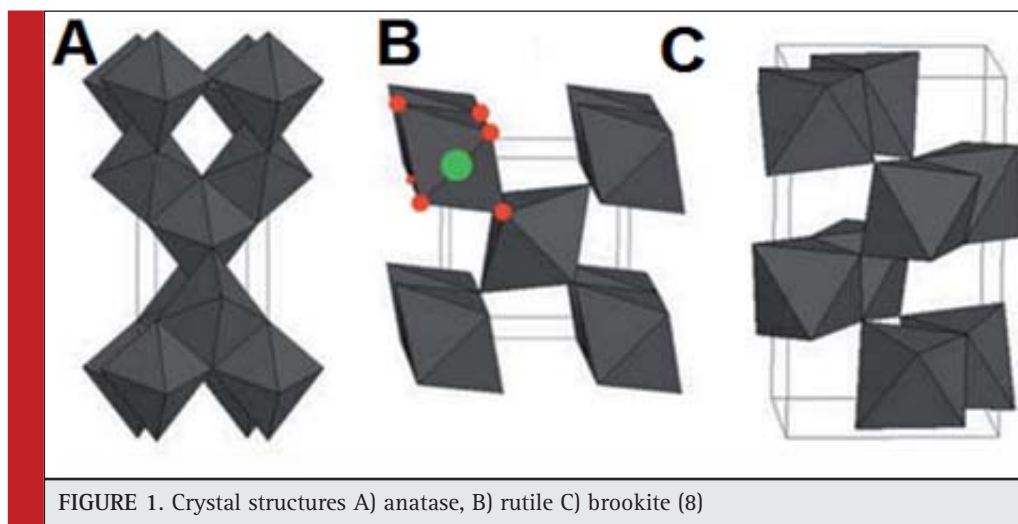 A
B
C
FIGURE 1. Crystal structures A) anatase, B) rutile C) brookite (8)